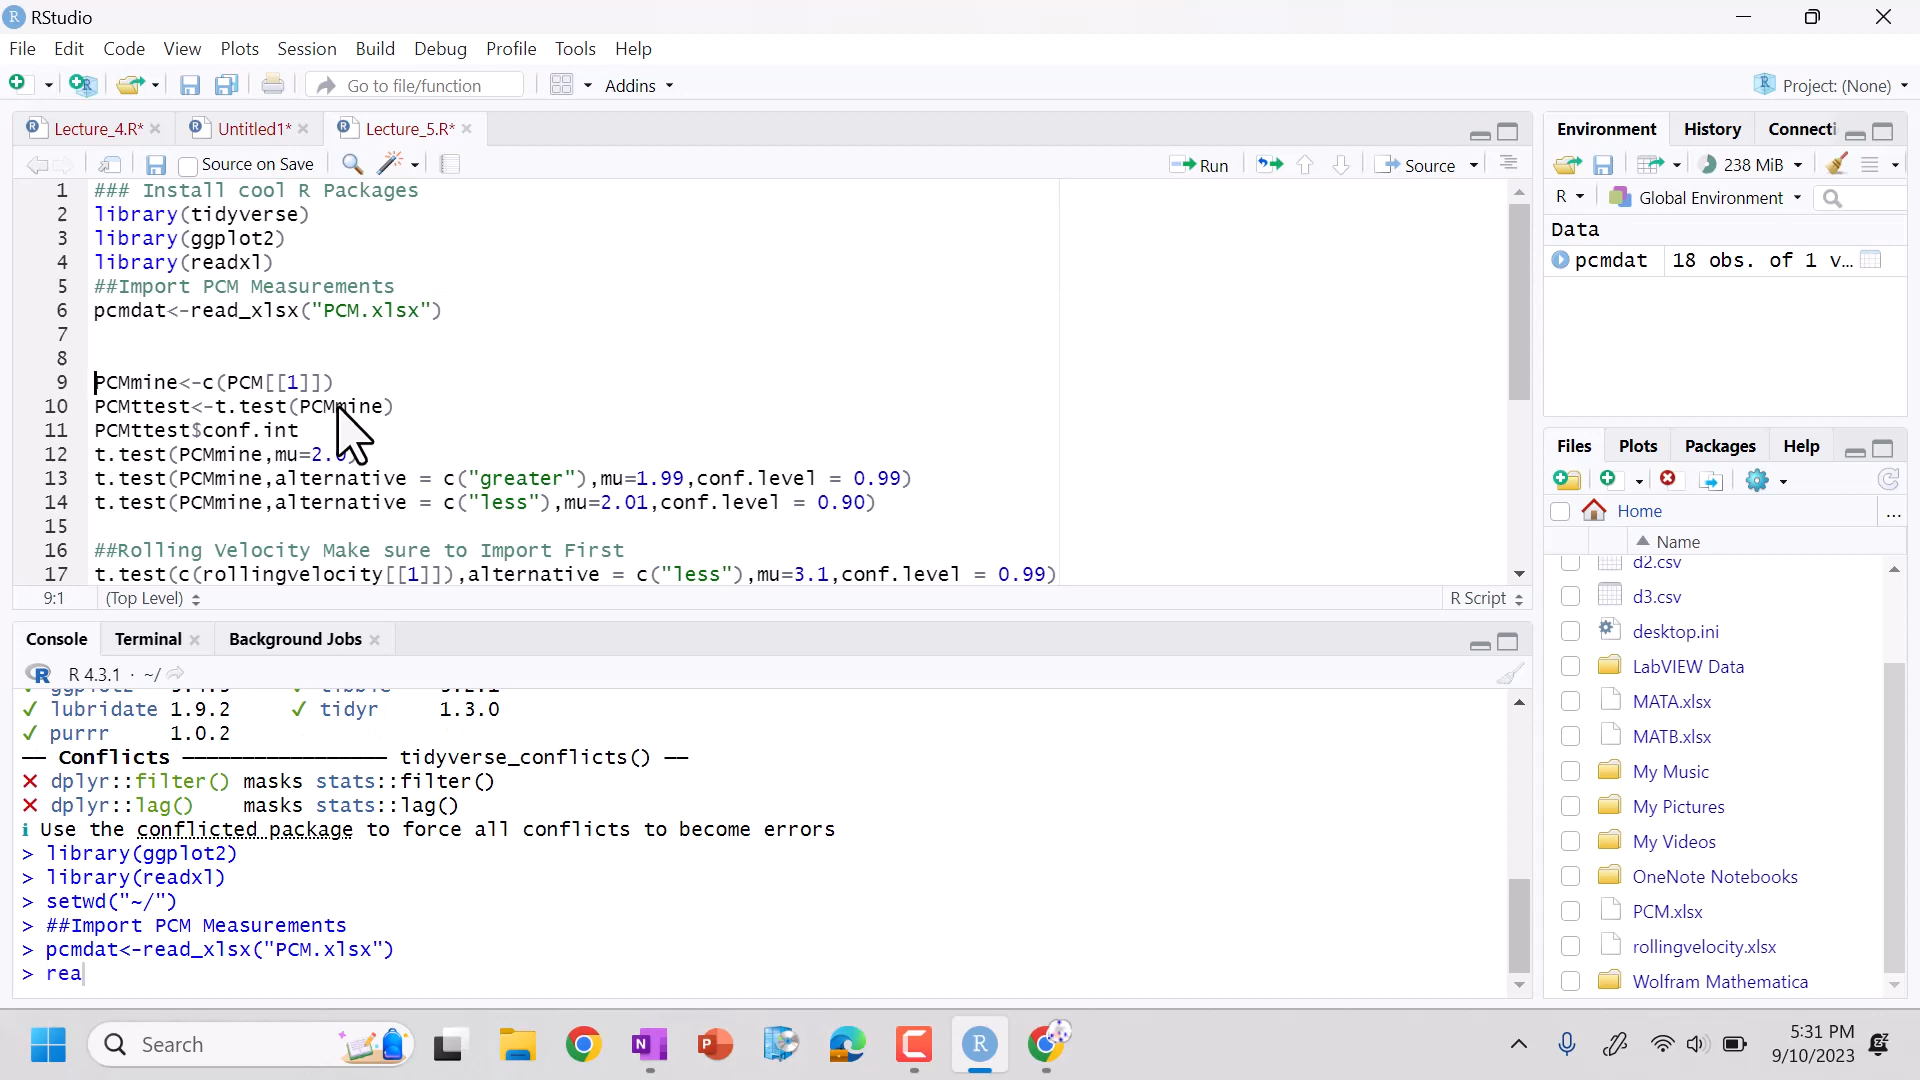 RStudio
File Edit Code View Plots Session Build Debug Profile Tools Help
Go to file/function Addins Project: (None)
Lecture_4.R* Untitled1* Lecture_5.R*
Source on Save Run Source
1 ### Install cool R Packages
2 library(tidyverse)
3 library(ggplot2)
4 library(readxl)
5 ##Import PCM Measurements
6 pcmdat<-read_xlsx("PCM.xlsx")
7
8
9 PCMmine<-c(PCM[[1]])
10 PCMttest<-t.test(PCMmine)
11 PCMttest$conf.int
12 t.test(PCMmine,mu=2.
13 t.test(PCMmine,alternative = c("greater"),mu=1.99,conf.level = 0.99)
14 t.test(PCMmine,alternative = c("less"),mu=2.01,conf.level = 0.90)
15
16 ##Rolling Velocity Make sure to Import First
17 t.test(c(rollingvelocity[[1]]),alternative = c("less"),mu=3.1,conf.level = 0.99)
9:1 (Top Level) R Script
Console Terminal Background Jobs
R 4.3.1 · ~/
✓ lubridate 1.9.2 ✓ tidyr 1.3.0
✓ purrr 1.0.2
── Conflicts ───────────────── tidyverse_conflicts() ──
✕ dplyr::filter() masks stats::filter()
✕ dplyr::lag() masks stats::lag()
ℹ Use the conflicted package to force all conflicts to become errors
> library(ggplot2)
> library(readxl)
> setwd("~/")
> ##Import PCM Measurements
> pcmdat<-read_xlsx("PCM.xlsx")
> rea
Environment History Connecti
238 MiB
R Global Environment
Data
pcmdat 18 obs. of 1 v…
Files Plots Packages Help
Home ...
Name
d2.csv
d3.csv
desktop.ini
LabVIEW Data
MATA.xlsx
MATB.xlsx
My Music
My Pictures
My Videos
OneNote Notebooks
PCM.xlsx
rollingvelocity.xlsx
Wolfram Mathematica
Search
5:31 PM
9/10/2023